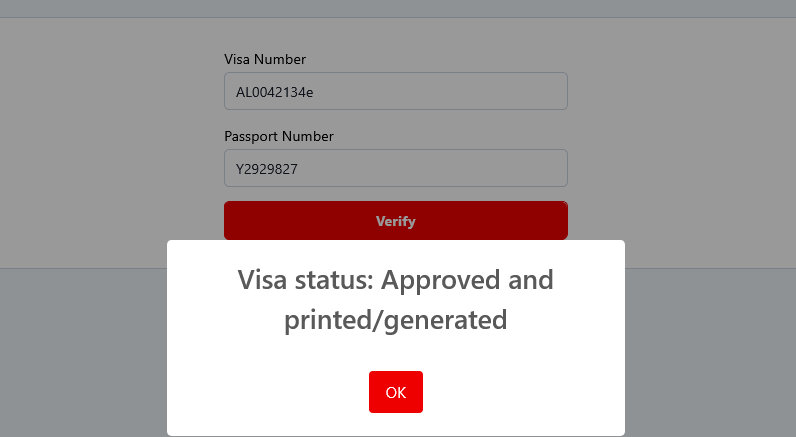 Visa Number
AL0042134e
Passport Number
Y2929827
Verify
Visa status: Approved and
printed/generated
OK